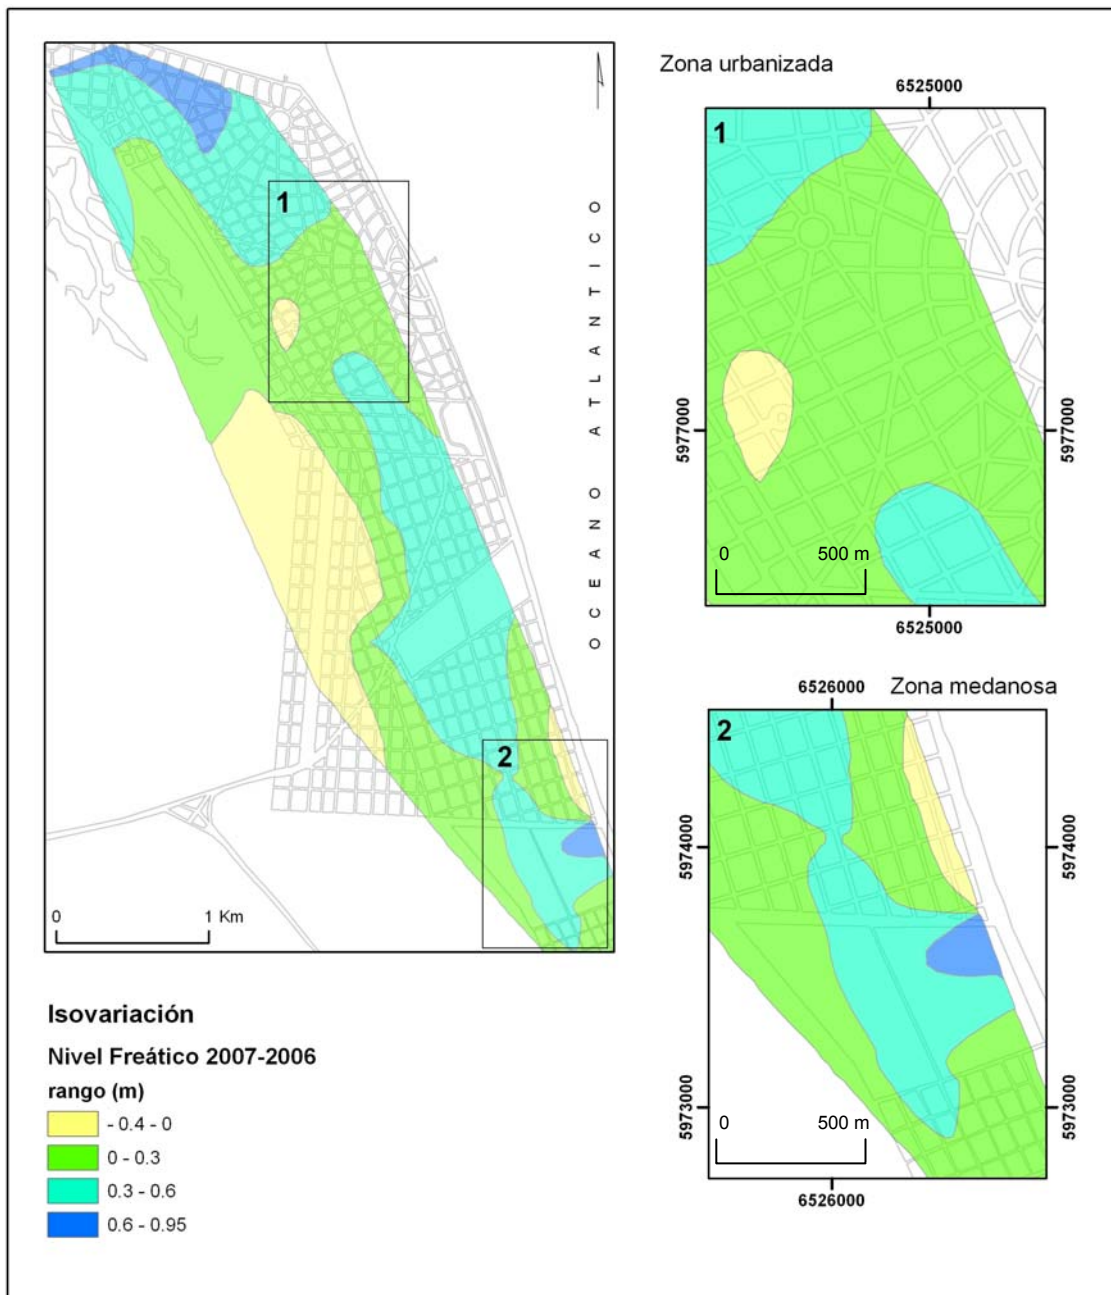 1
2
OCEANO ATLANTICO
0 1 Km
Zona urbanizada
6525000
1
5977000
5977000
0 500 m
6525000
6526000
Zona medanosa
2
5974000
5974000
5973000
5973000
0 500 m
6526000
Isovariación
Nivel Freático 2007-2006
rango (m)
- 0.4 - 0
0 - 0.3
0.3 - 0.6
0.6 - 0.95